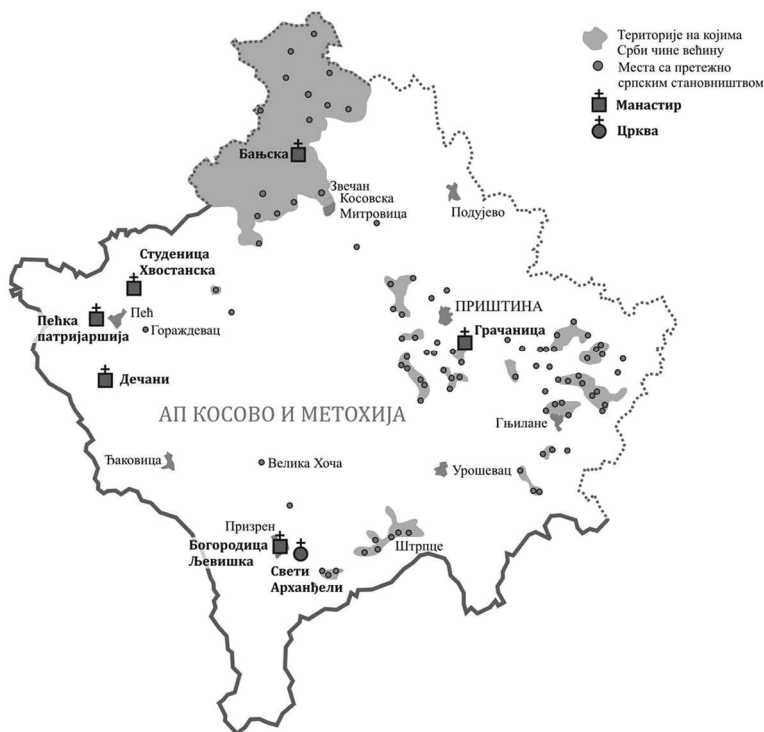 Територије на којима
Срби чине већину
Места са претежно
српским становништвом
Манастир
Црква
Бањска
Звечан
Косовска
Митровица
Подујево
Студеница
Хвостанска
Пећ
Пећка
патријаршија
Гораждевац
ПРИШТИНА
Грачаница
Дечани
АП КОСОВО И МЕТОХИЈА
Гњилане
Ђаковица
Велика Хоча
Урошевац
Призрен
Богородица
Љевишка
Свети
Арханђели
Штрпце